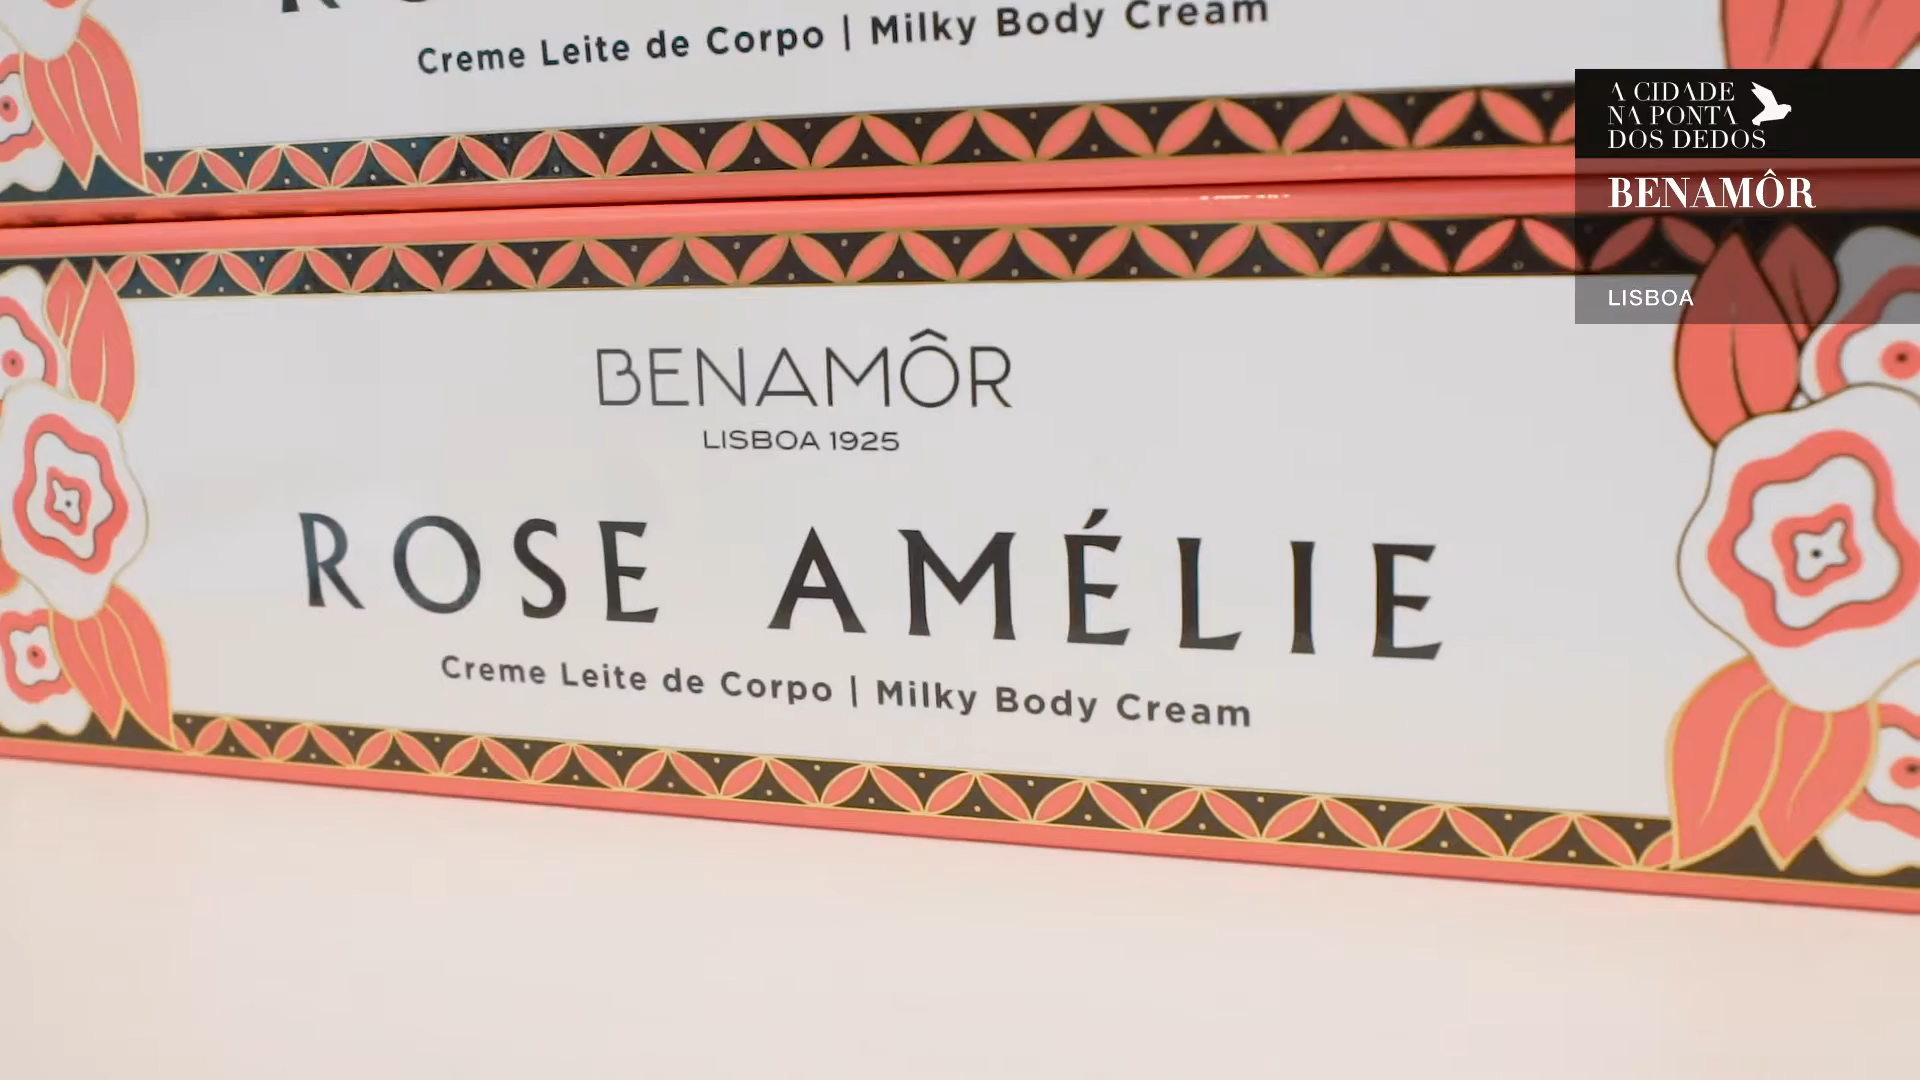 Creme Leite de Corpo | Milky Body Cream
A CIDADE
NA PONTA
DOS DEDOS
BENAMÔR
LISBOA
BENAMÔR
LISBOA 1925
ROSE AMÉLIE
Creme Leite de Corpo | Milky Body Cream